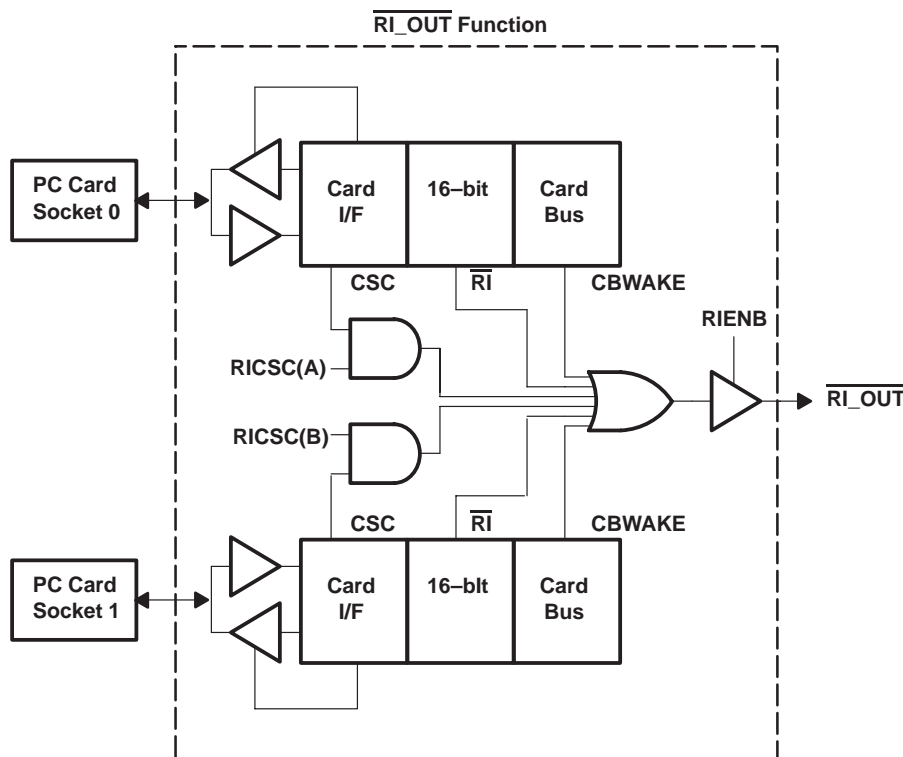 RI_OUT Function
PC Card
Socket 0
Card
I/F
16–bit
Card
Bus
CSC
RI
CBWAKE
RIENB
RICSC(A)
RI_OUT
RICSC(B)
CSC
RI
CBWAKE
PC Card
Socket 1
Card
I/F
16–bIt
Card
Bus